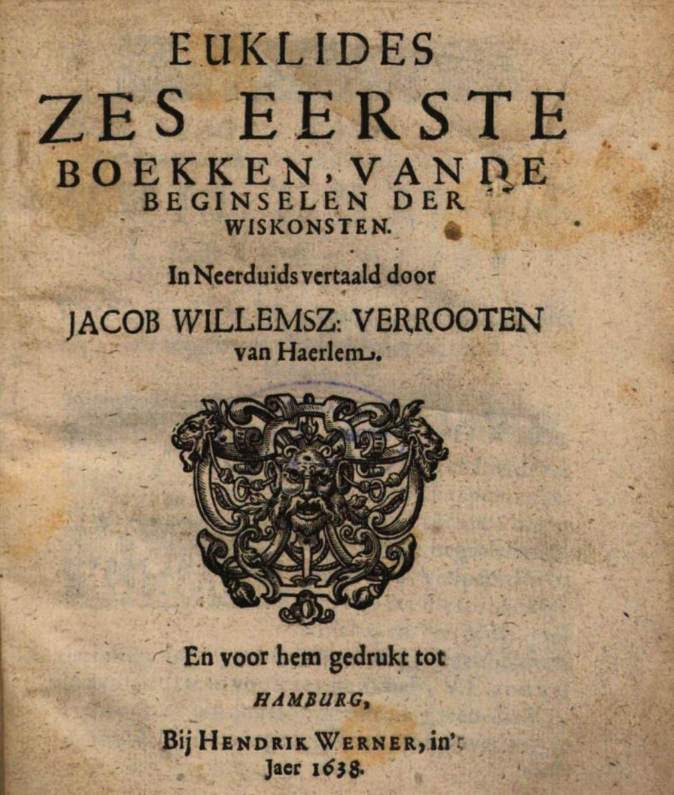 EUKLIDES
ZES EERSTE
BOEKKEN, VANDE
BEGINSELEN DER
WISKONSTEN.
In Neerduids vertaald door
JACOB WILLEMSZ: VERROOTEN
van Haerlem.
En voor hem gedrukt tot
HAMBURG,
Bij HENDRIK WERNER, in't
Jaer 1638.